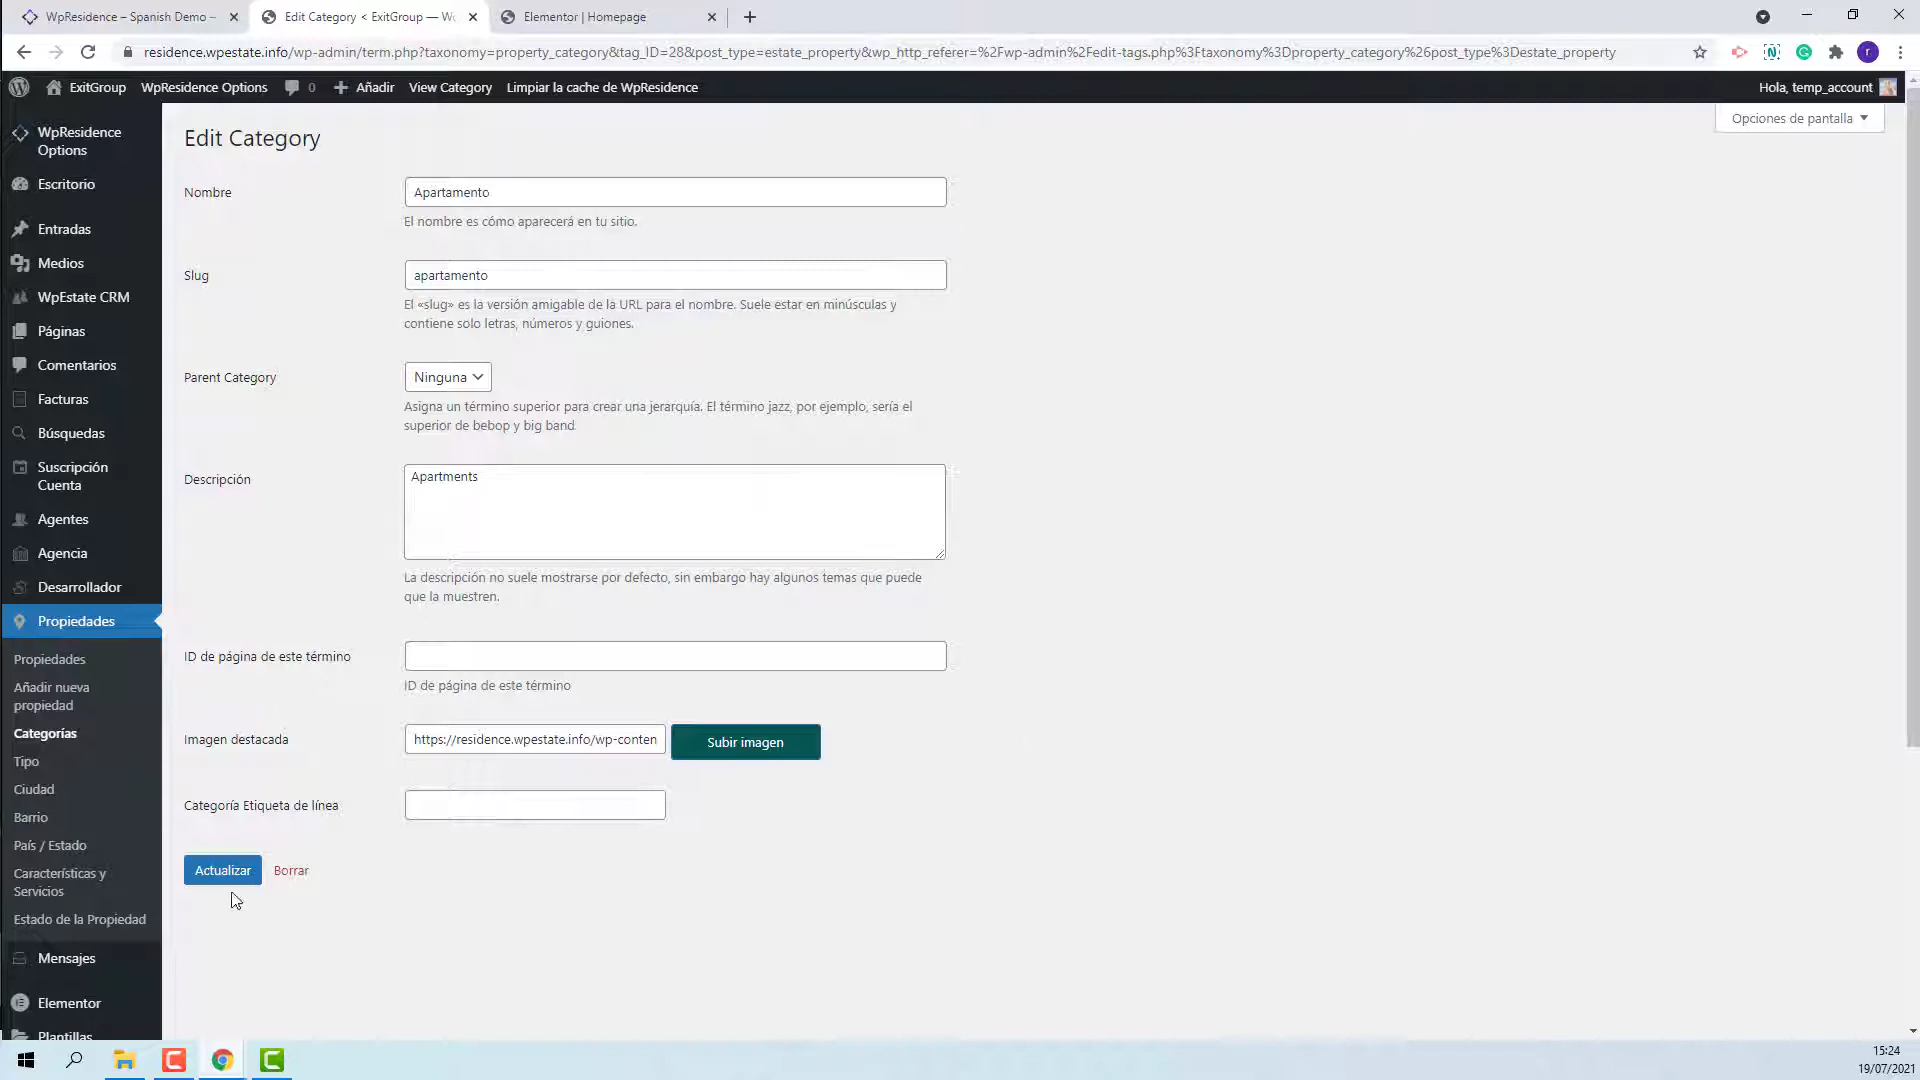 WpResidence – Spanish Demo –
Edit Category < ExitGroup — Wo
Elementor | Homepage
residence.wpestate.info/wp-admin/term.php?taxonomy=property_category&tag_ID=28&post_type=estate_property&wp_http_referer=%2Fwp-admin%2Fedit-tags.php%3Ftaxonomy%3Dproperty_category%26post_type%3Destate_property
ExitGroup
WpResidence Options
0
Añadir
View Category
Limpiar la cache de WpResidence
Hola, temp_account
Opciones de pantalla
WpResidence
Options
Escritorio
Entradas
Medios
WpEstate CRM
Páginas
Comentarios
Facturas
Búsquedas
Suscripción
Cuenta
Agentes
Agencia
Desarrollador
Propiedades
Propiedades
Añadir nueva
propiedad
Categorías
Tipo
Ciudad
Barrio
País / Estado
Características y
Servicios
Estado de la Propiedad
Mensajes
Elementor
Plantillas
Edit Category
Nombre
Apartamento
El nombre es cómo aparecerá en tu sitio.
Slug
apartamento
El «slug» es la versión amigable de la URL para el nombre. Suele estar en minúsculas y
contiene solo letras, números y guiones.
Parent Category
Ninguna
Asigna un término superior para crear una jerarquía. El término jazz, por ejemplo, sería el
superior de bebop y big band.
Descripción
Apartments
La descripción no suele mostrarse por defecto, sin embargo hay algunos temas que puede
que la muestren.
ID de página de este término
ID de página de este término
Imagen destacada
https://residence.wpestate.info/wp-conten
Subir imagen
Categoría Etiqueta de línea
Actualizar
Borrar
15:24
19/07/2021